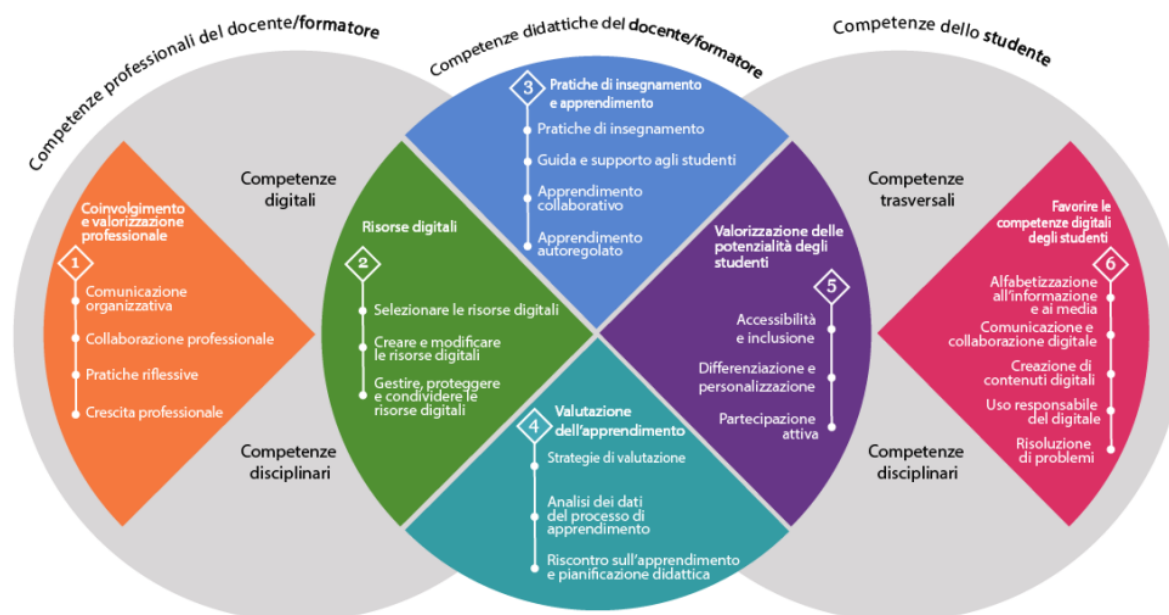 Competenze professionali del docente/formatore
Competenze didattiche del docente/formatore
Competenze dello studente
Competenze
digitali
Competenze
disciplinari
Coinvolgimento
e valorizzazione
professionale
1
Comunicazione
organizzativa
Collaborazione professionale
Pratiche riflessive
Crescita professionale
Risorse digitali
2
Selezionare le risorse digitali
Creare e modificare
le risorse digitali
Gestire, proteggere
e condividere le
risorse digitali
3
Pratiche di insegnamento
e apprendimento
Pratiche di insegnamento
Guida e supporto agli studenti
Apprendimento
collaborativo
Apprendimento
autoregolato
4
Valutazione
dell'apprendimento
Strategie di valutazione
Analisi dei dati
del processo di
apprendimento
Riscontro sull'apprendimento
e pianificazione didattica
Valorizzazione delle
potenzialità degli
studenti
5
Accessibilità
e inclusione
Differenziazione e
personalizzazione
Partecipazione
attiva
Competenze
trasversali
Competenze
disciplinari
Favorire le
competenze digitali
degli studenti
6
Alfabetizzazione
all'informazione
e ai media
Comunicazione e
collaborazione digitale
Creazione di
contenuti digitali
Uso responsabile
del digitale
Risoluzione
di problemi